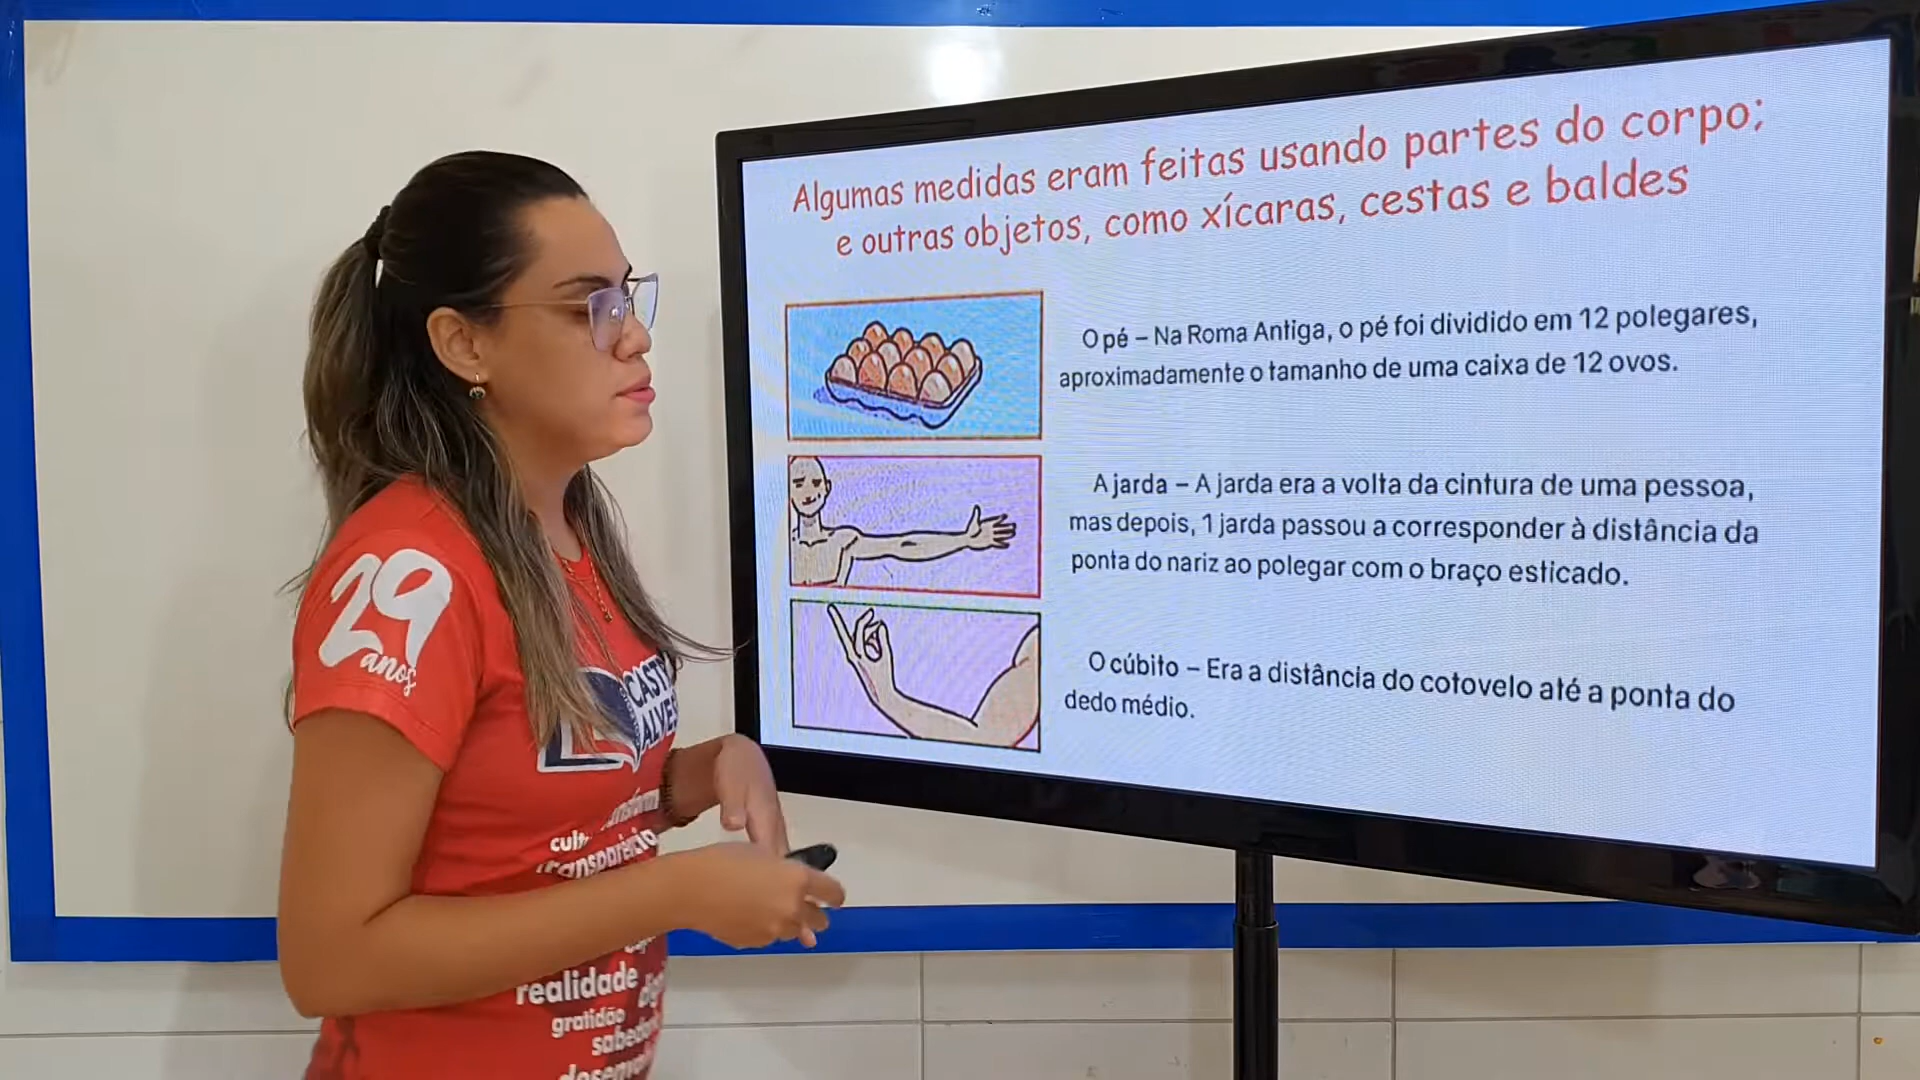 Algumas medidas eram feitas usando partes do corpo;
e outras objetos, como xícaras, cestas e baldes
O pé – Na Roma Antiga, o pé foi dividido em 12 polegares,
aproximadamente o tamanho de uma caixa de 12 ovos.
A jarda – A jarda era a volta da cintura de uma pessoa,
mas depois, 1 jarda passou a corresponder à distância da
ponta do nariz ao polegar com o braço esticado.
O cúbito – Era a distância do cotovelo até a ponta do
dedo médio.
29
anos
realidade
gratidão